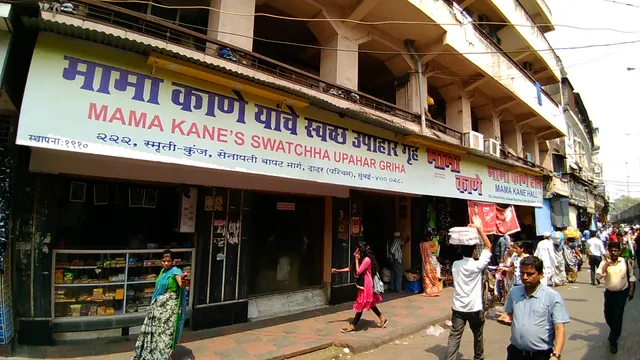 मामा काणे यांचे स्वच्छ उपाहार गृह
MAMA KANE'S SWATCHHA UPAHAR GRIHA
स्थापना:१९१०
२२२, स्मृती-कुंज, सेनापती बापट मार्ग, दादर (पश्चिम), मुंबई-४०० ०२८.
मामा
काणे
मामा काणे
MAMA KANE HALL